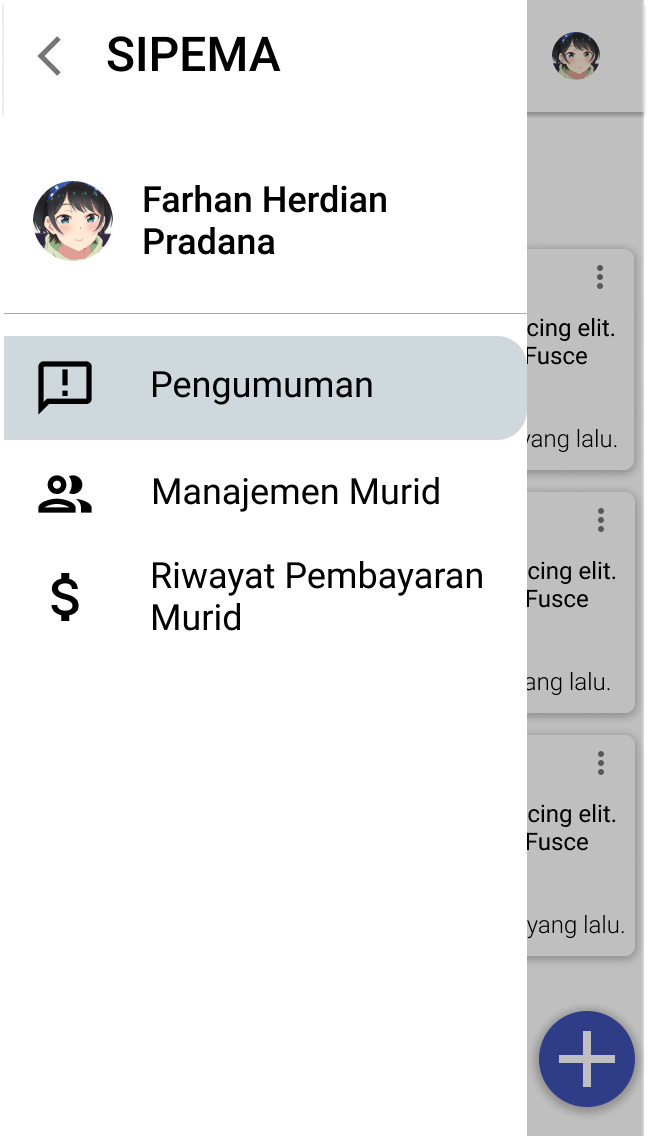 SIPEMA
Farhan Herdian
Pradana
Pengumuman
Manajemen Murid
Riwayat Pembayaran
Murid
cing elit.
Fusce
yang lalu.
cing elit.
Fusce
ang lalu.
cing elit.
Fusce
yang lalu.